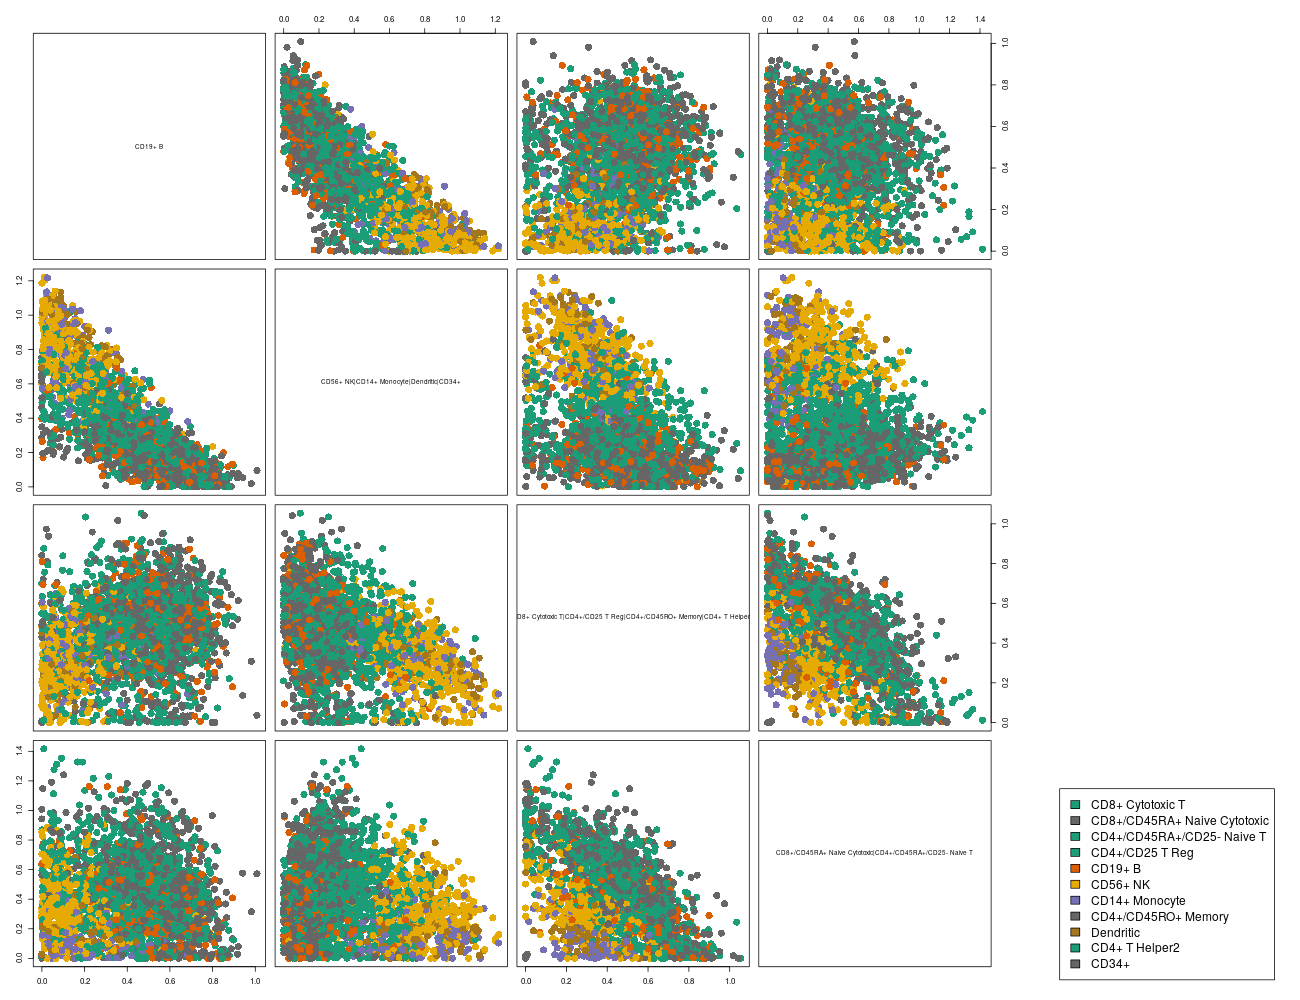 0.0 0.2 0.4 0.6 0.8 1.0 1.2
0.0 0.2 0.4 0.6 0.8 1.0 1.2 1.4
CD19+ B
0.0 0.2 0.4 0.6 0.8 1.0
0.0 0.2 0.4 0.6 0.8 1.0 1.2
CD56+ NK|CD14+ Monocyte|Dendritic|CD34+
D8+ Cytotoxic T|CD4+/CD25 T Reg|CD4+/CD45RO+ Memory|CD4+ T Helper
0.0 0.2 0.4 0.6 0.8 1.0
0.0 0.2 0.4 0.6 0.8 1.0 1.2 1.4
CD8+/CD45RA+ Naive Cytotoxic|CD4+/CD45RA+/CD25- Naive T
0.0 0.2 0.4 0.6 0.8 1.0
0.0 0.2 0.4 0.6 0.8 1.0
CD8+ Cytotoxic T
CD8+/CD45RA+ Naive Cytotoxic
CD4+/CD45RA+/CD25- Naive T
CD4+/CD25 T Reg
CD19+ B
CD56+ NK
CD14+ Monocyte
CD4+/CD45RO+ Memory
Dendritic
CD4+ T Helper2
CD34+